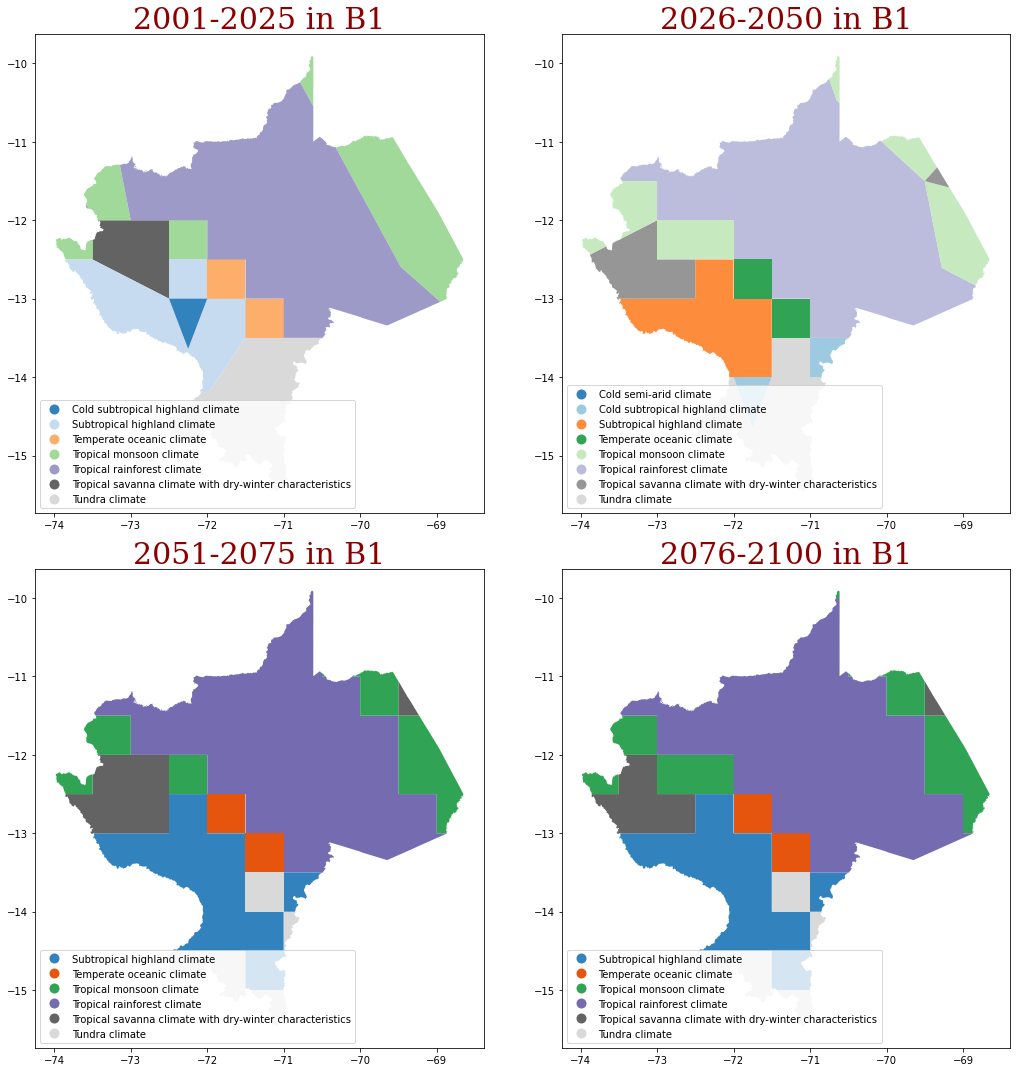 2001-2025 in B1
−10
−11
−12
−13
−14
−15
Cold subtropical highland climate
Subtropical highland climate
Temperate oceanic climate
Tropical monsoon climate
Tropical rainforest climate
Tropical savanna climate with dry-winter characteristics
Tundra climate
−74 −73 −72 −71 −70 −69
2026-2050 in B1
−10
−11
−12
−13
−14
−15
Cold semi-arid climate
Cold subtropical highland climate
Subtropical highland climate
Temperate oceanic climate
Tropical monsoon climate
Tropical rainforest climate
Tropical savanna climate with dry-winter characteristics
Tundra climate
−74 −73 −72 −71 −70 −69
2051-2075 in B1
−10
−11
−12
−13
−14
−15
Subtropical highland climate
Temperate oceanic climate
Tropical monsoon climate
Tropical rainforest climate
Tropical savanna climate with dry-winter characteristics
Tundra climate
−74 −73 −72 −71 −70 −69
2076-2100 in B1
−10
−11
−12
−13
−14
−15
Subtropical highland climate
Temperate oceanic climate
Tropical monsoon climate
Tropical rainforest climate
Tropical savanna climate with dry-winter characteristics
Tundra climate
−74 −73 −72 −71 −70 −69